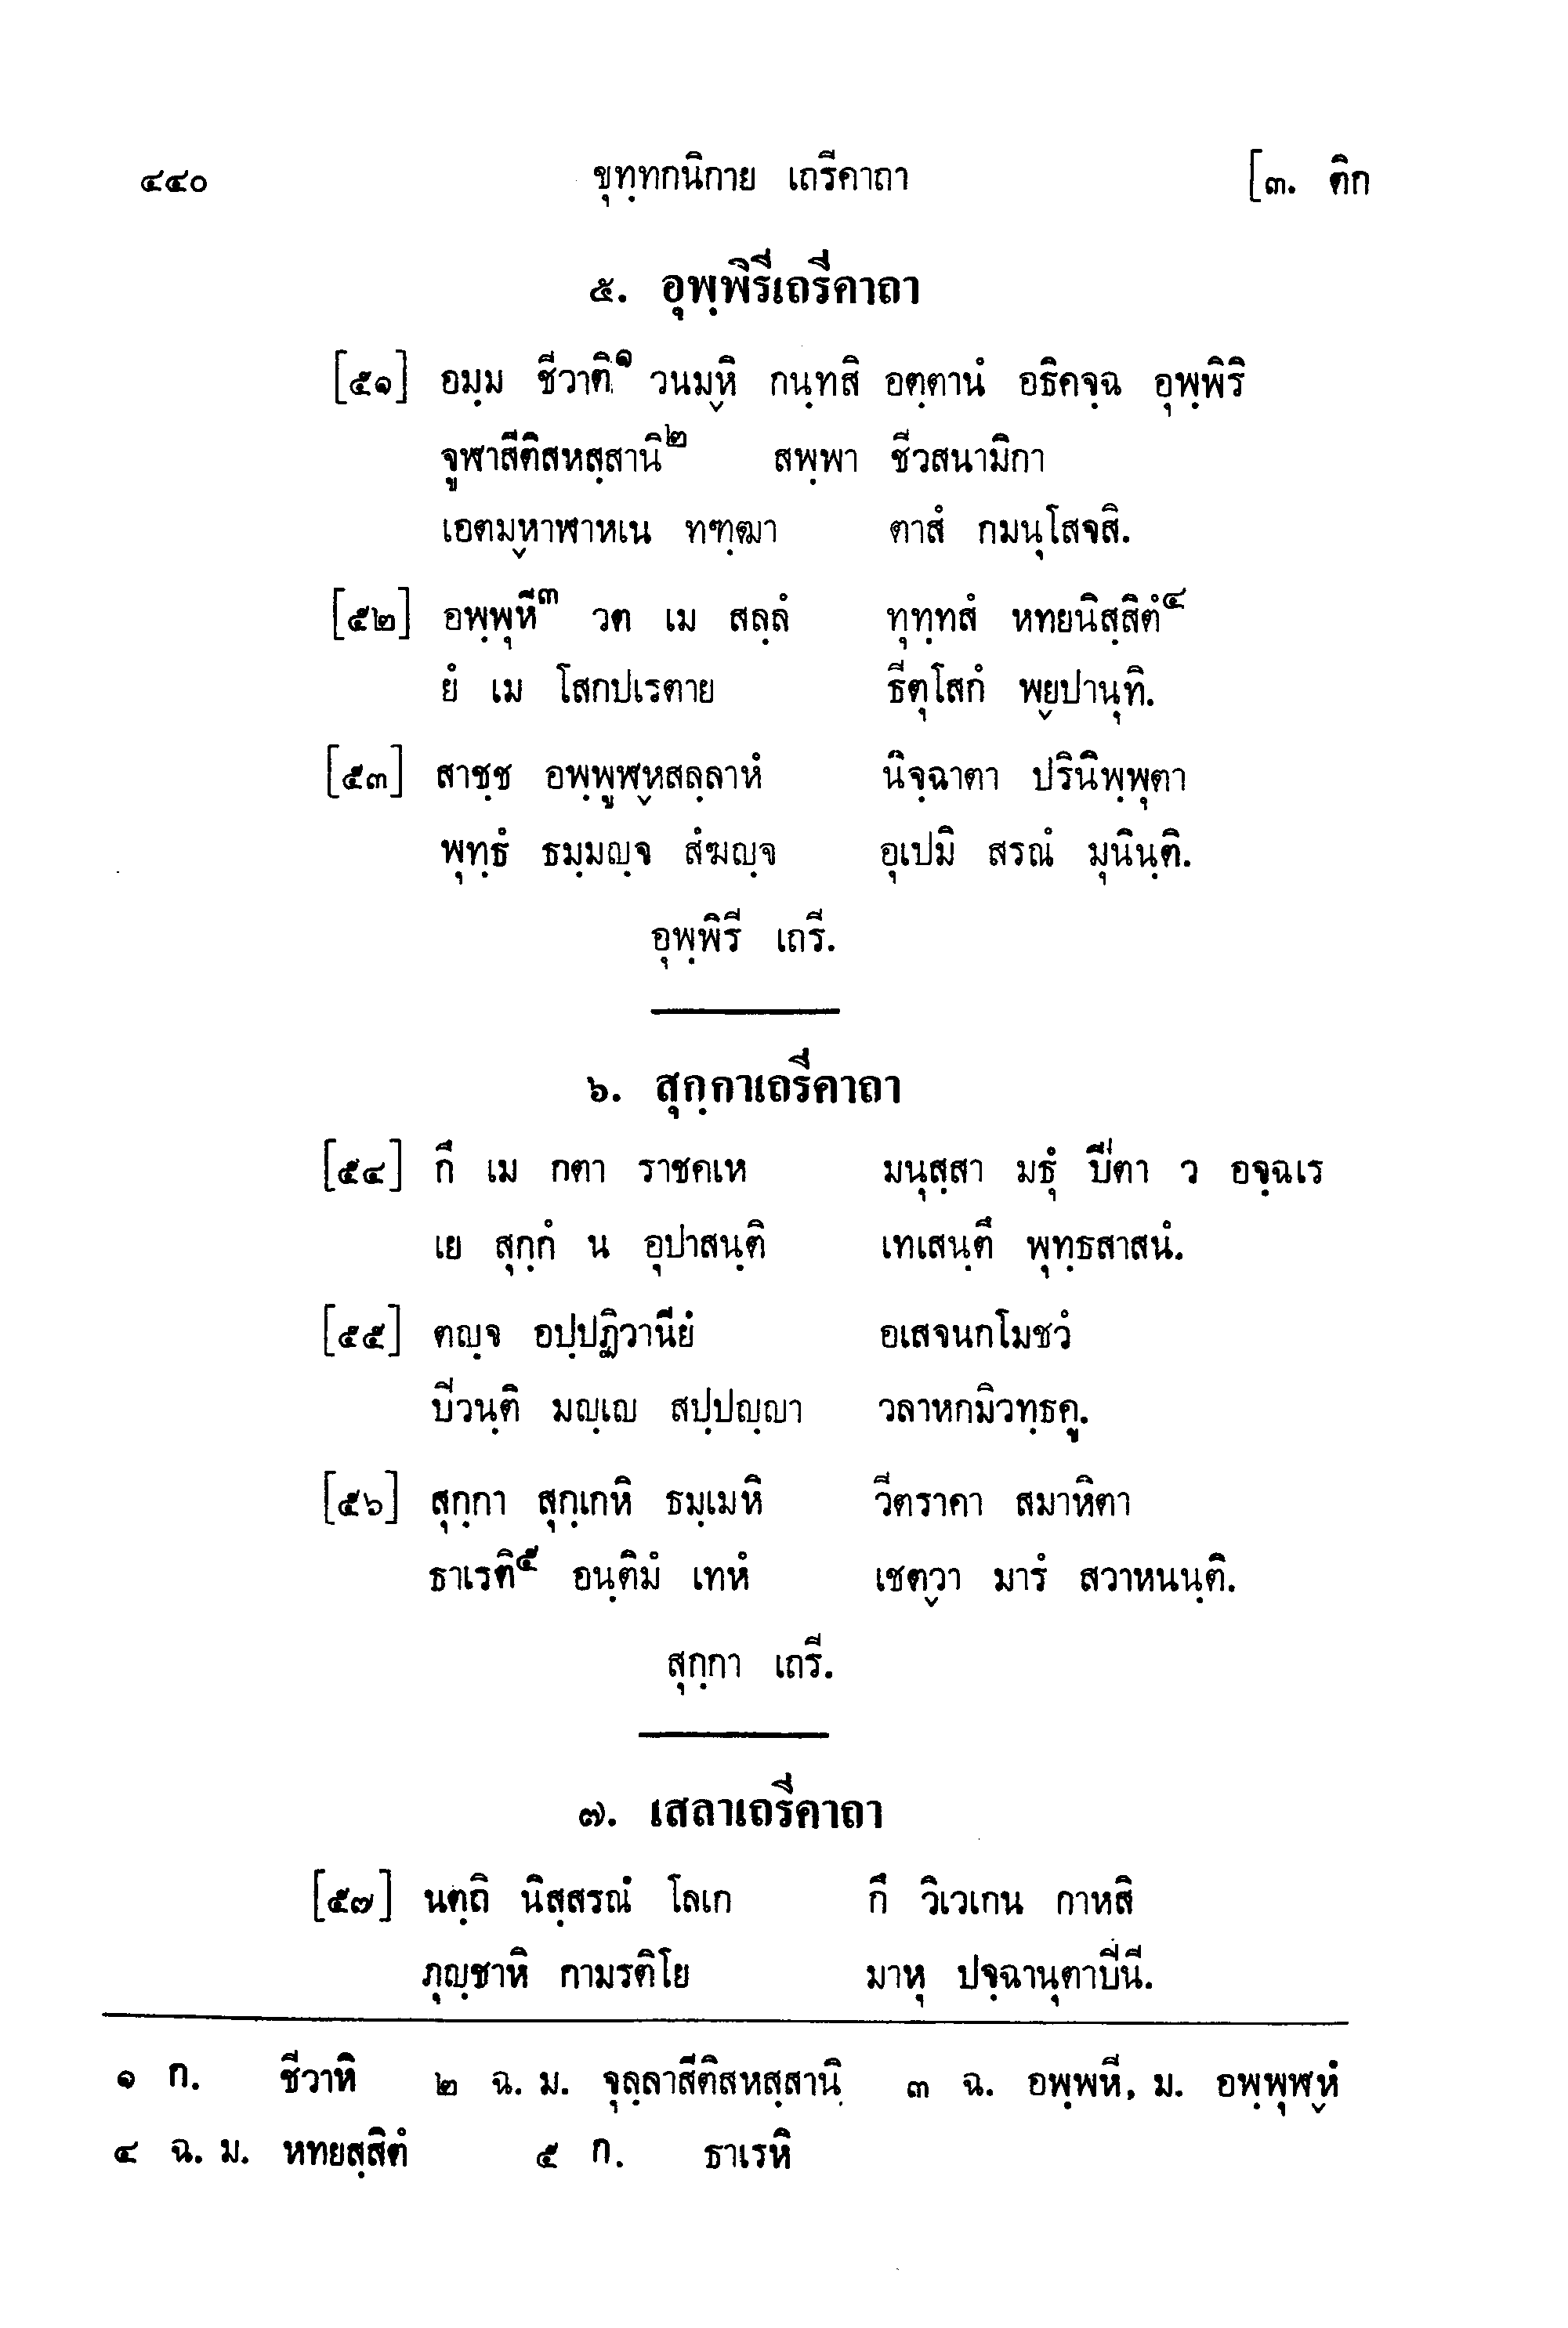 ๔๔๐ ขุทฺทกนิกาย เถรีคาถา [๓. ติก
๕. อุพฺพิรีเถรีคาถา
[๕๑] อมฺม ชีวาติ๑ วนมฺหิ กนฺทสิ อตฺตานํ อธิคจฺฉ อุพฺพิริ
จูฬาสีติสหสฺสานิ๒ สพฺพา ชีวสนามิกา
เอตมฺหาฬาหเน ทฑฺฒา ตาสํ กมนุโสจสิ.
[๕๒] อพฺพุหี๓ วต เม สลฺลํ ทุทฺทสํ หทยนิสฺสิตํ๔
ยํ เม โสกปเรตาย ธีตุโสกํ พฺยปานุทิ.
[๕๓] สาชฺช อพฺพูฬฺหสลฺลาหํ นิจฺฉาตา ปรินิพฺพุตา
พุทฺธํ ธมฺมญฺจ สํฆญฺจ อุเปมิ สรณํ มุนินฺติ.
อุพฺพิรี เถรี.
๖. สุกฺกาเถรีคาถา
[๕๔] กึ เม กตา ราชคเห มนุสฺสา มธุํ ปีตา ว อจฺฉเร
เย สุกฺกํ น อุปาสนฺติ เทเสนฺตึ พุทฺธสาสนํ.
[๕๕] ตญฺจ อปฺปฏิวานียํ อเสจนกโมชวํ
ปิวนฺติ มญฺเญ สปฺปญฺญา วลาหกมิวทฺธคู.
[๕๖] สุกฺกา สุกฺเกหิ ธมฺเมหิ วีตราคา สมาหิตา
ธาเรติ๕ อนฺติมํ เทหํ เชตฺวา มารํ สวาหนนฺติ.
สุกฺกา เถรี.
๗. เสลาเถรีคาถา
[๕๗] นตฺถิ นิสฺสรณํ โลเก กึ วิเวเกน กาหสิ
ภุญฺชาหิ กามรติโย มาหุ ปจฺฉานุตาปินี.
๑ ก. ชีวาหิ ๒ ฉ. ม. จุลฺลาสีติสหสฺสานิ ๓ ฉ. อพฺพหี, ม. อพฺพุฬฺหํ
๔ ฉ. ม. หทยสฺสิตํ ๕ ก. ธาเรหิ